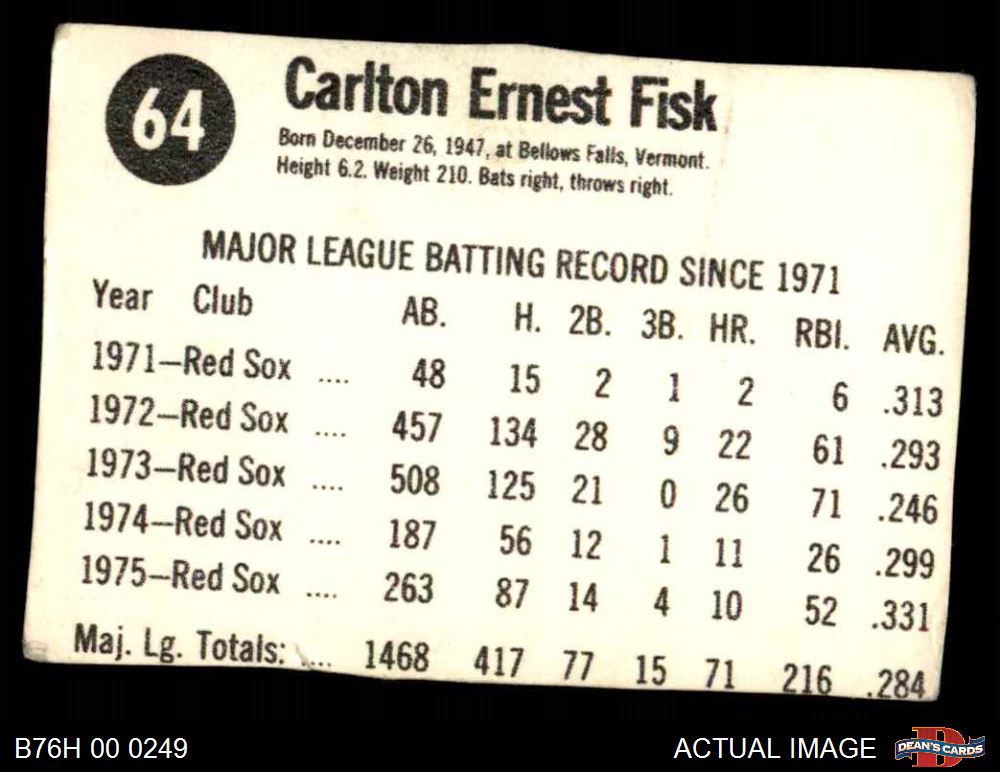 64
Carlton Ernest Fisk
Born December 26, 1947, at Bellows Falls, Vermont.
Height 6.2. Weight 210. Bats right, throws right.
MAJOR LEAGUE BATTING RECORD SINCE 1971
Year Club AB. H. 2B. 3B. HR. RBI. AVG.
1971—Red Sox .... 48 15 2 1 2 6 .313
1972—Red Sox .... 457 134 28 9 22 61 .293
1973—Red Sox .... 508 125 21 0 26 71 .246
1974—Red Sox .... 187 56 12 1 11 26 .299
1975—Red Sox .... 263 87 14 4 10 52 .331
Maj. Lg. Totals: .... 1468 417 77 15 71 216 .284
B76H 00 0249 ACTUAL IMAGE D DEAN'S CARDS